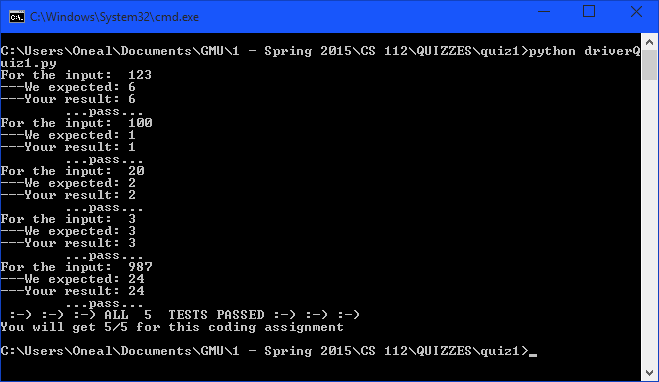 C:\Windows\System32\cmd.exe
C:\Users\Oneal\Documents\GMU\1 - Spring 2015\CS 112\QUIZZES\quiz1>python driverQ
uiz1.py
For the input:  123
---We expected: 6
---Your result: 6
        ...pass...
For the input:  100
---We expected: 1
---Your result: 1
        ...pass...
For the input:  20
---We expected: 2
---Your result: 2
        ...pass...
For the input:  3
---We expected: 3
---Your result: 3
        ...pass...
For the input:  987
---We expected: 24
---Your result: 24
        ...pass...
 :-) :-) :-) ALL  5  TESTS PASSED :-) :-) :-)
You will get 5/5 for this coding assignment
C:\Users\Oneal\Documents\GMU\1 - Spring 2015\CS 112\QUIZZES\quiz1>_